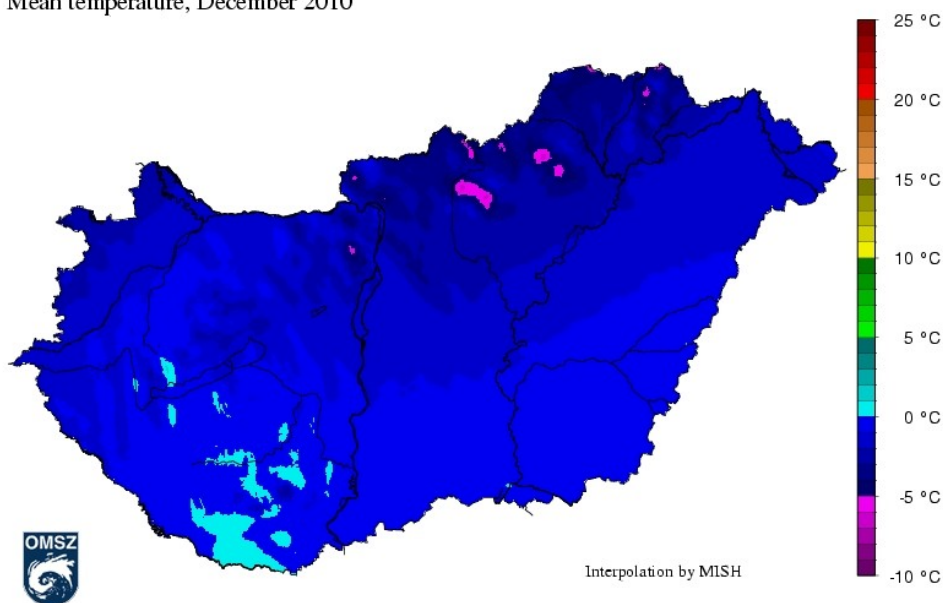 Mean temperature, December 2010
25 °C
20 °C
15 °C
10 °C
5 °C
0 °C
-5 °C
-10 °C
OMSZ
Interpolation by MISH